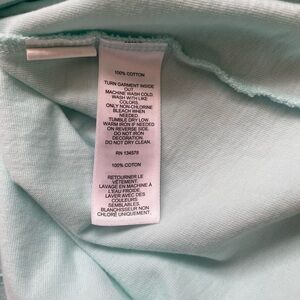 100% COTTON
TURN GARMENT INSIDE
OUT
MACHINE WASH COLD.
WASH WITH LIKE
COLORS.
ONLY NON-CHLORINE
BLEACH WHEN
NEEDED.
TUMBLE DRY LOW.
WARM IRON IF NEEDED
ON REVERSE SIDE.
DO NOT IRON
DECORATION.
DO NOT DRY CLEAN.
RN 134579
100% COTON
RETOURNER LE
VÊTEMENT.
LAVAGE EN MACHINE À
L'EAU FROIDE.
LAVER AVEC DES
COULEURS
SEMBLABLES.
BLANCHISSEUR NON
CHLORÉ UNIQUEMENT,